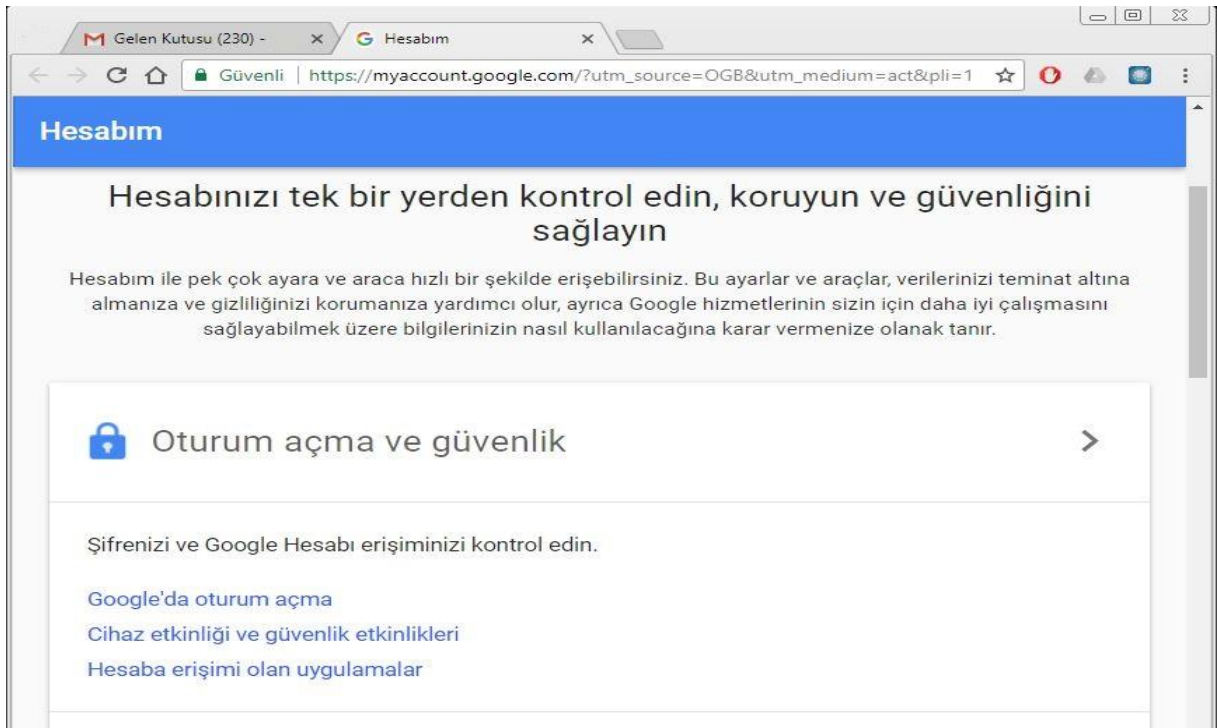 Gelen Kutusu (230) -
Hesabım
Güvenli
https://myaccount.google.com/?utm_source=OGB&utm_medium=act&pli=1
Hesabım
Hesabınızı tek bir yerden kontrol edin, koruyun ve güvenliğini
sağlayın
Hesabım ile pek çok ayara ve araca hızlı bir şekilde erişebilirsiniz. Bu ayarlar ve araçlar, verilerinizi teminat altına
almanıza ve gizliliğinizi korumanıza yardımcı olur, ayrıca Google hizmetlerinin sizin için daha iyi çalışmasını
sağlayabilmek üzere bilgilerinizin nasıl kullanılacağına karar vermenize olanak tanır.
Oturum açma ve güvenlik
Şifrenizi ve Google Hesabı erişiminizi kontrol edin.
Google'da oturum açma
Cihaz etkinliği ve güvenlik etkinlikleri
Hesaba erişimi olan uygulamalar